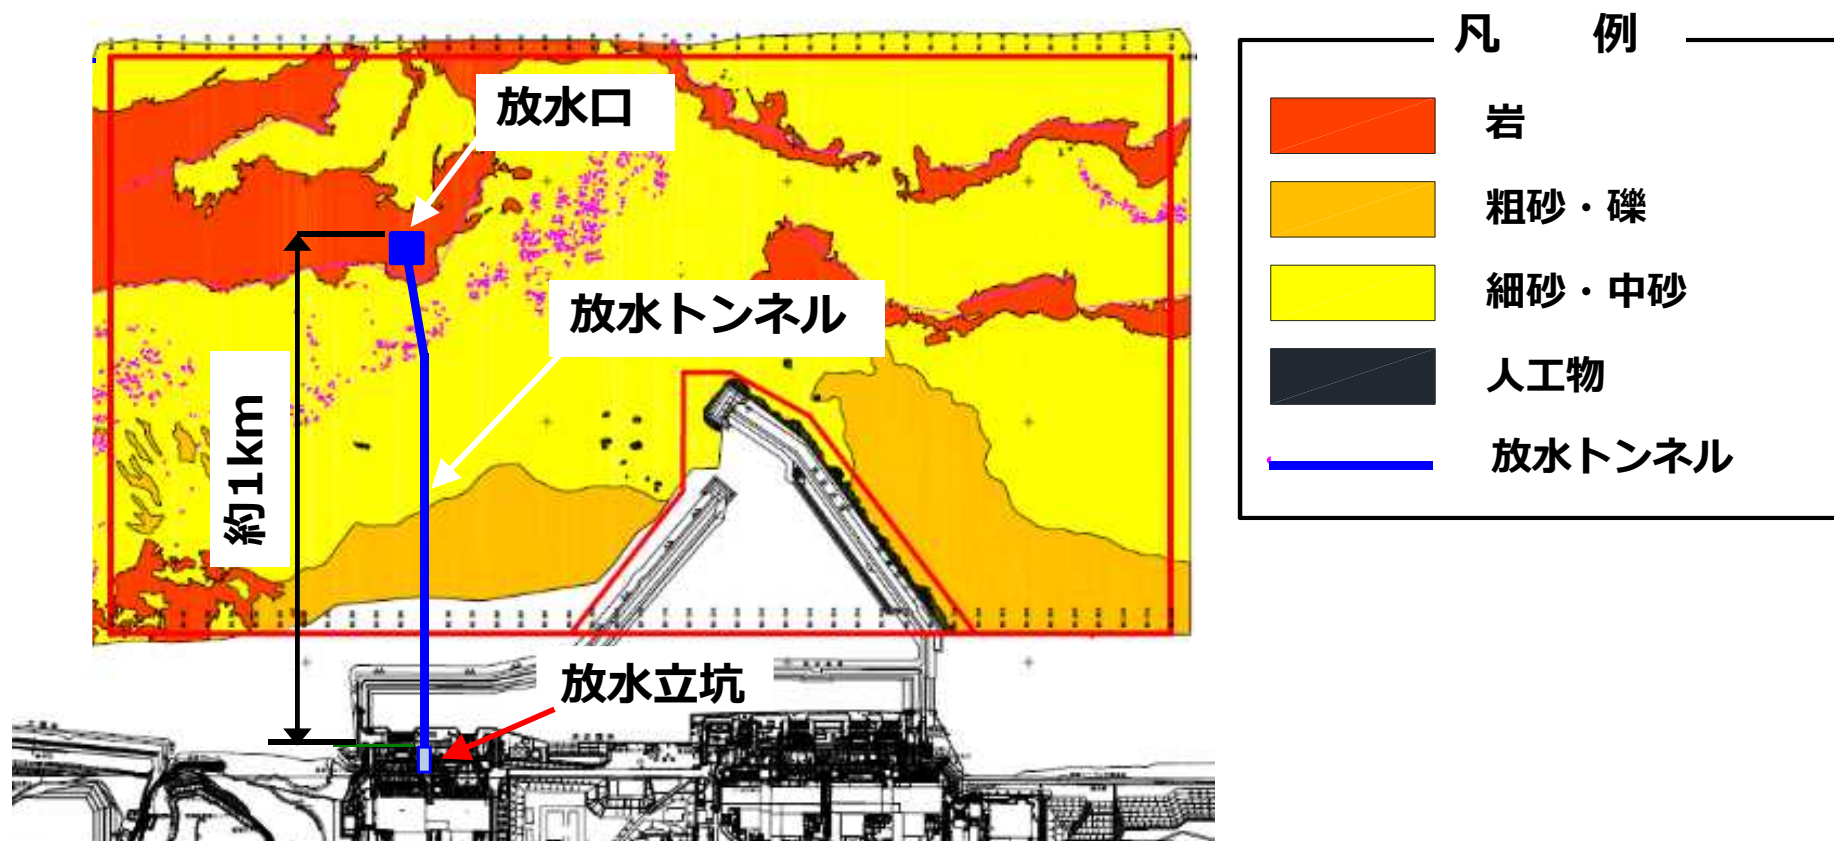 凡 例
岩
粗砂・礫
細砂・中砂
人工物
放水トンネル
放水口
放水トンネル
約1km
放水立坑